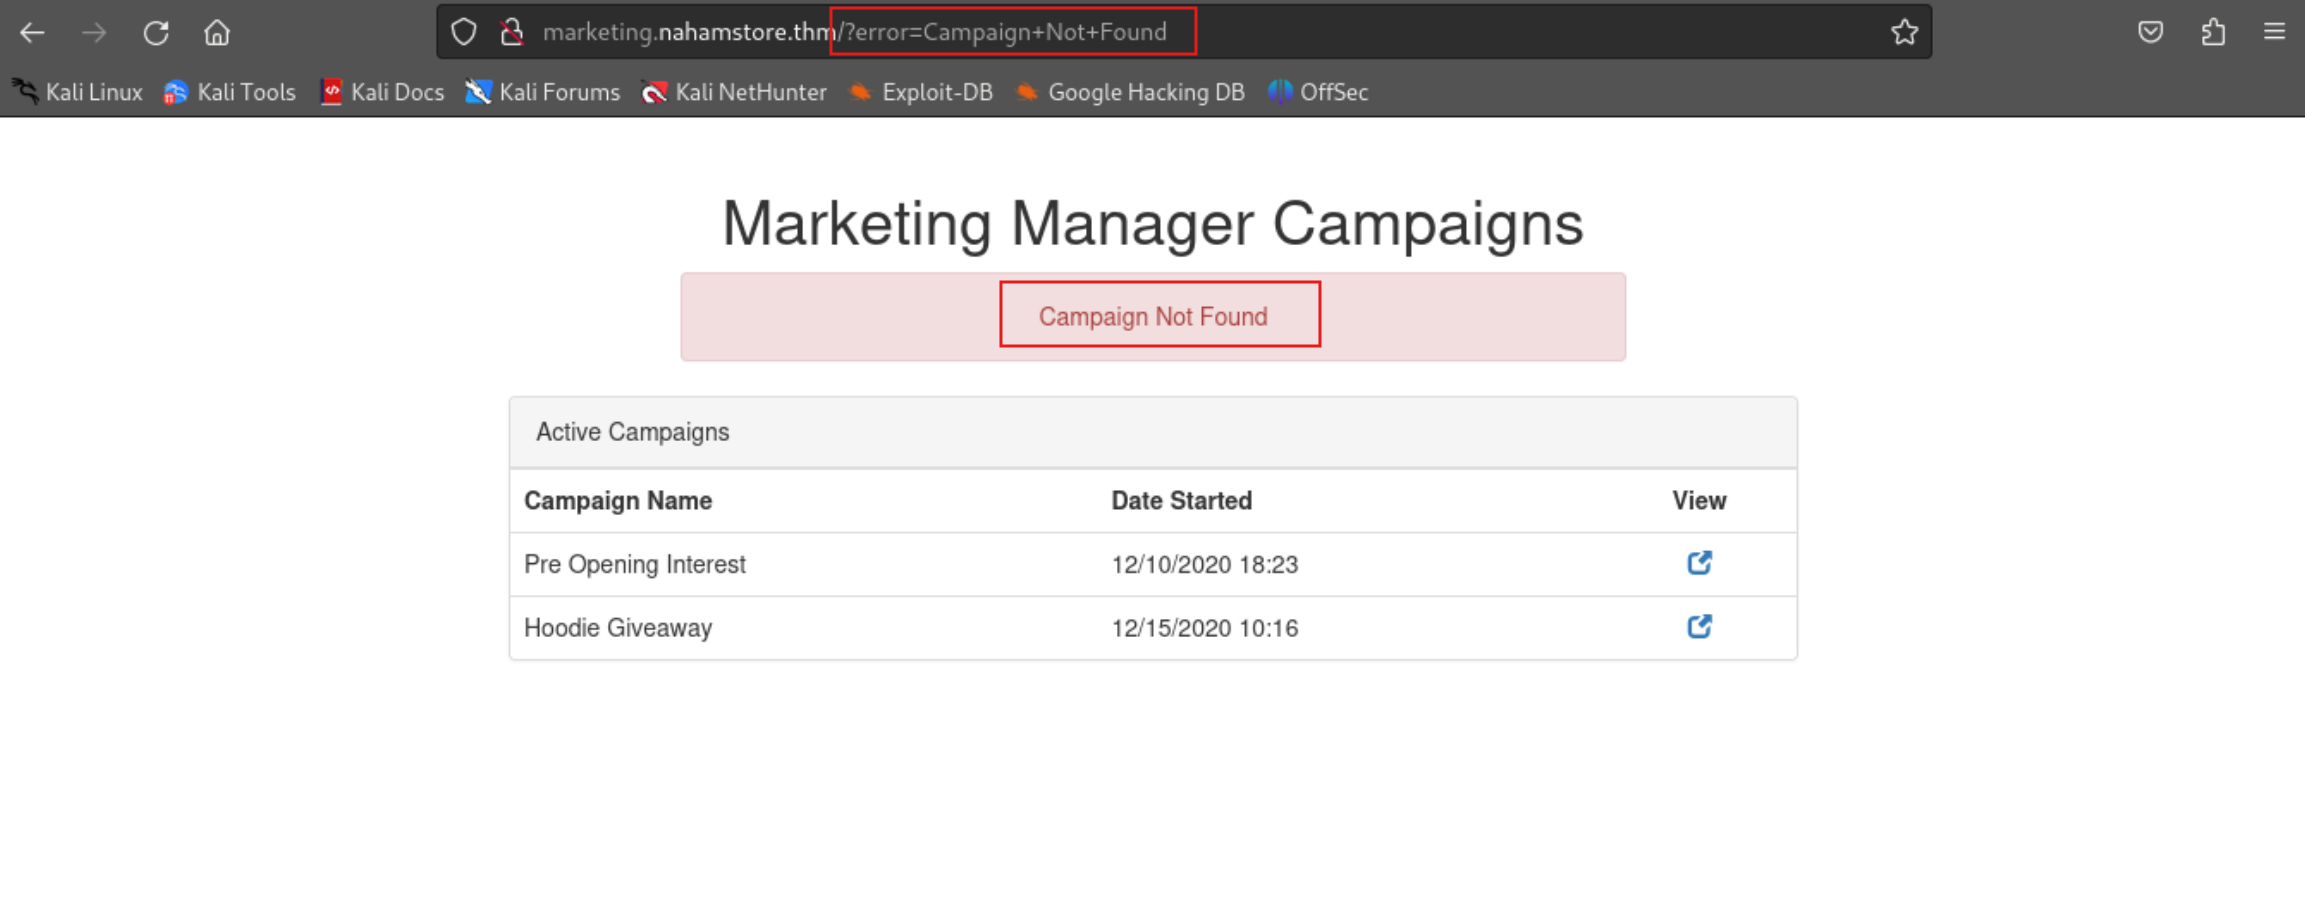 marketing.nahamstore.thm/?error=Campaign+Not+Found
Kali Linux Kali Tools Kali Docs Kali Forums Kali NetHunter Exploit-DB Google Hacking DB OffSec
Marketing Manager Campaigns
Campaign Not Found
Active Campaigns
Campaign Name Date Started View
Pre Opening Interest 12/10/2020 18:23
Hoodie Giveaway 12/15/2020 10:16